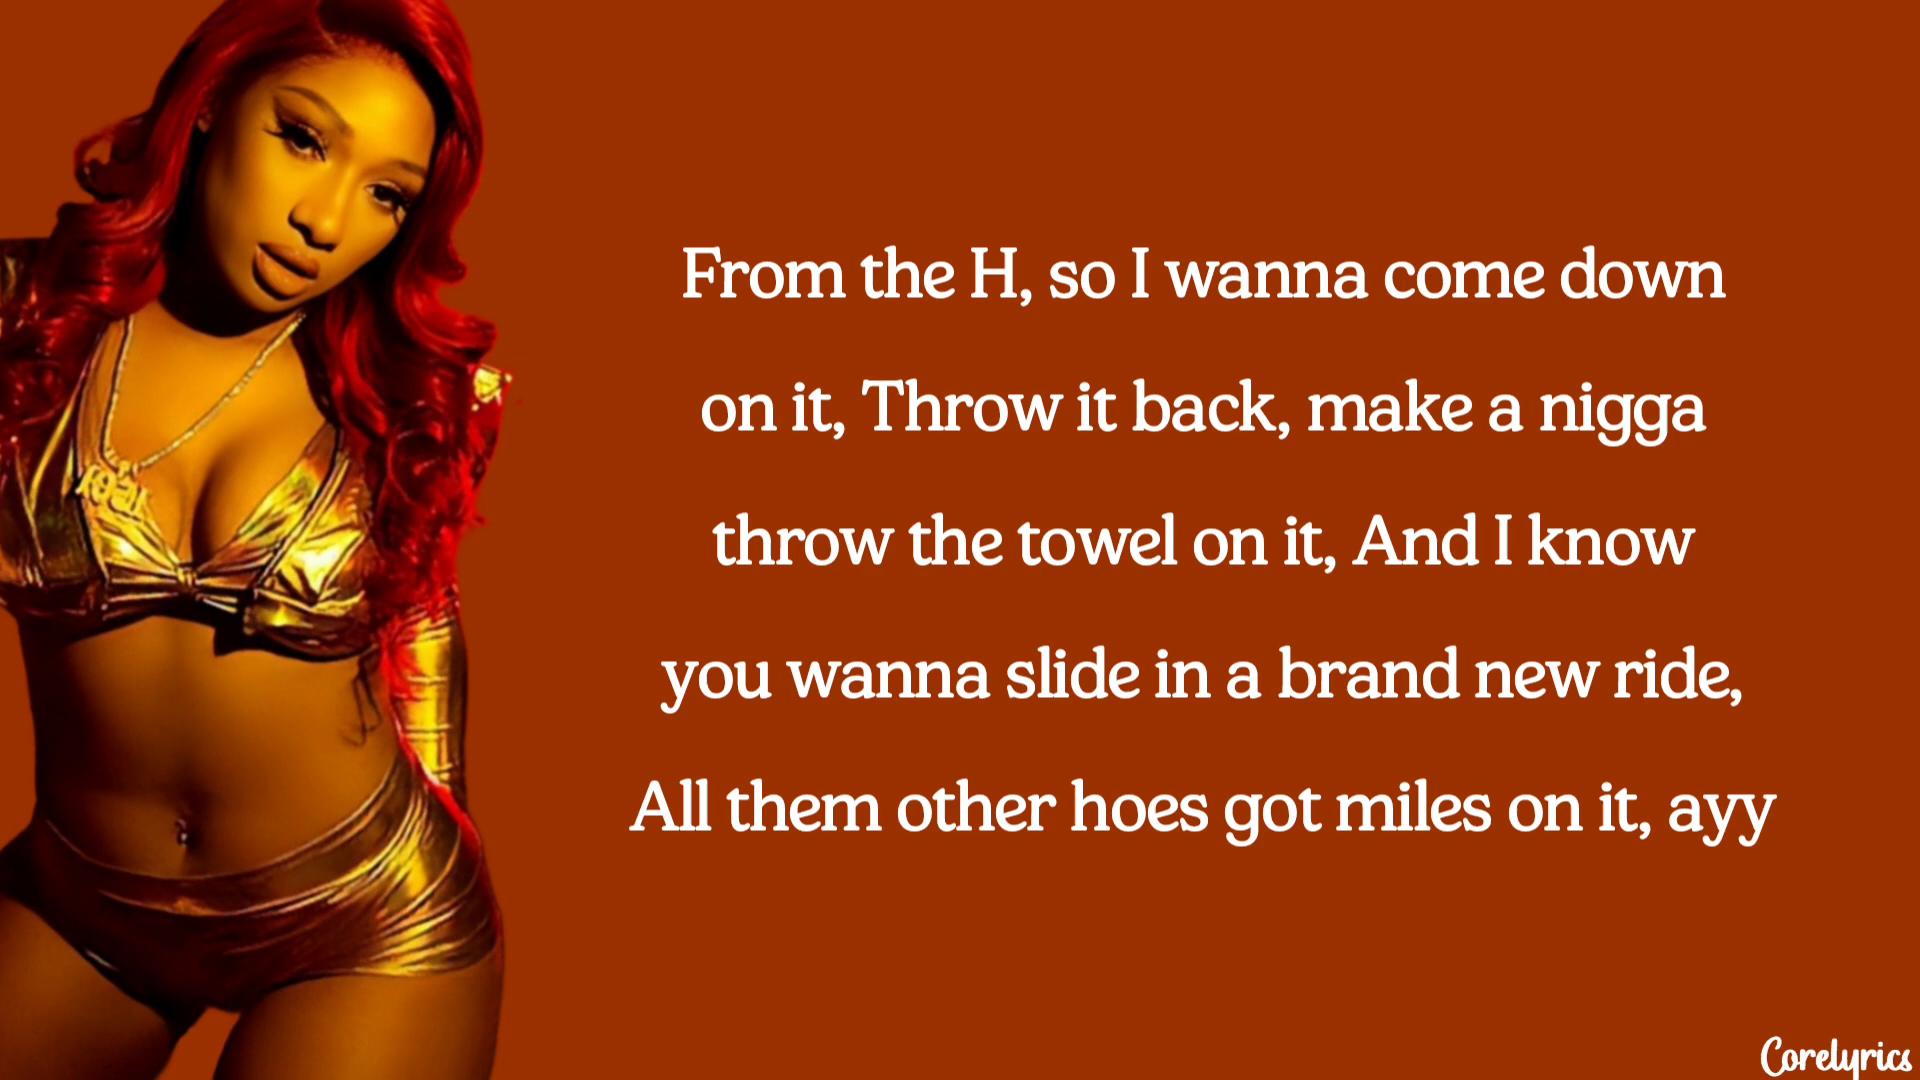 From the H, so I wanna come down
on it, Throw it back, make a nigga
throw the towel on it, And I know
you wanna slide in a brand new ride,
All them other hoes got miles on it, ayy
Corelyrics